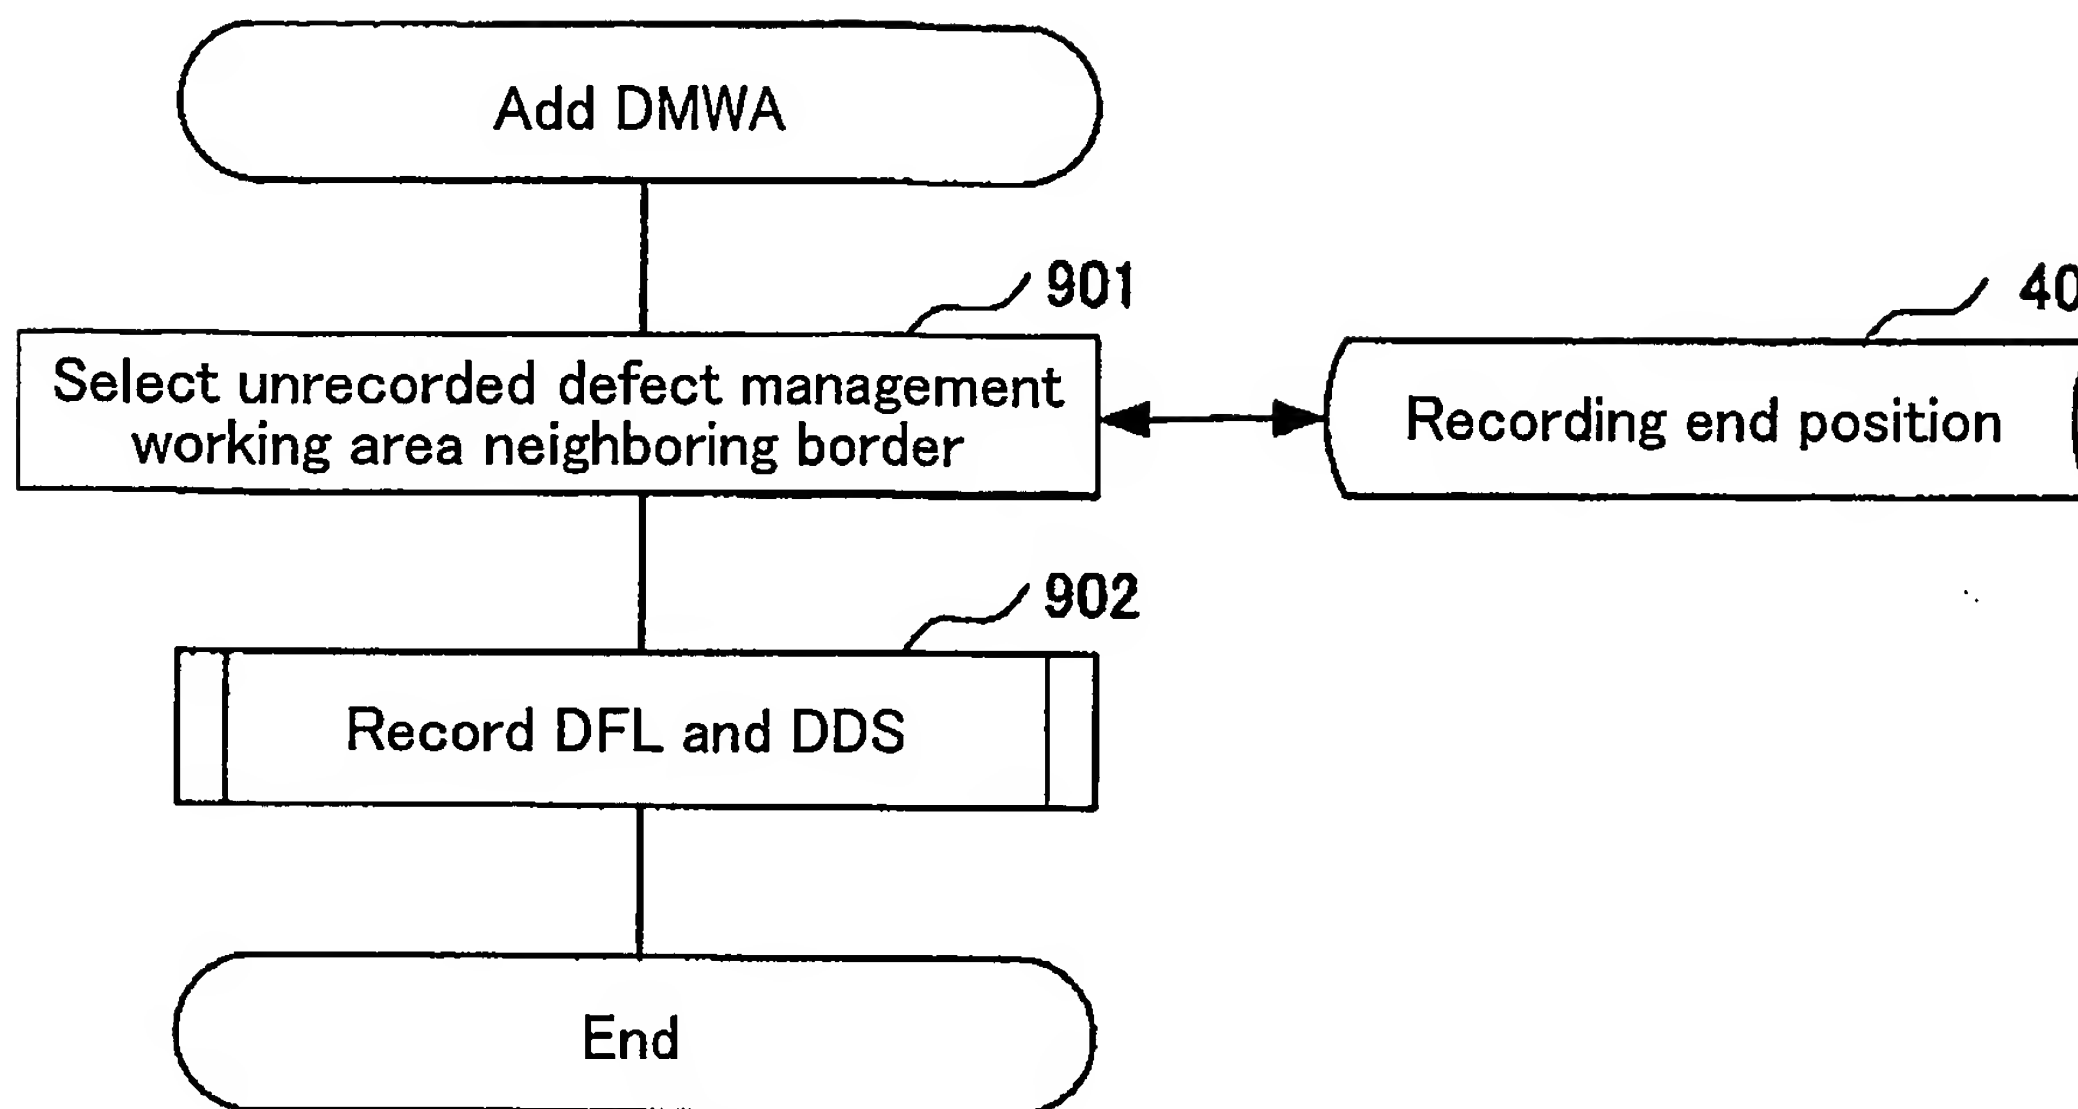 Add DMWA
901
40
Select unrecorded defect management
working area neighboring border
Recording end position
902
Record DFL and DDS
End